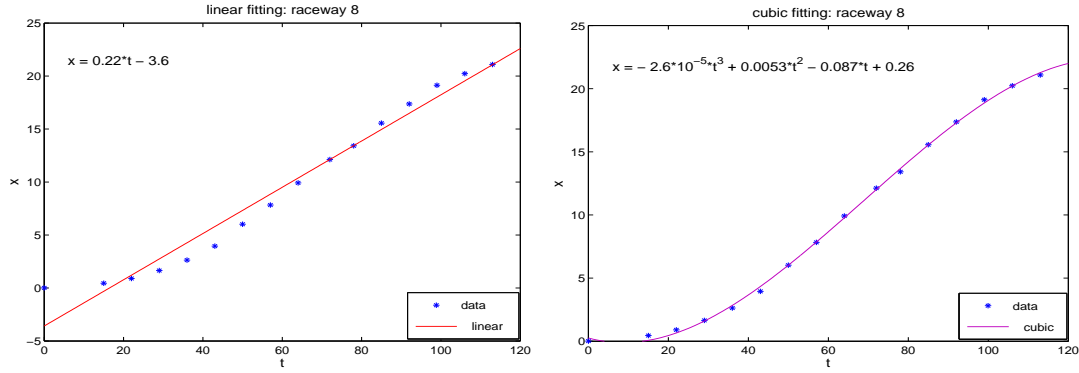 linear fitting: raceway 8
x = 0.22*t − 3.6
25
20
15
10
5
0
−5
x
0 20 40 60 80 100 120
t
data
linear
cubic fitting: raceway 8
x = − 2.6*10^−5*t^3 + 0.0053*t^2 − 0.087*t + 0.26
25
20
15
10
5
0
x
0 20 40 60 80 100 120
t
data
cubic